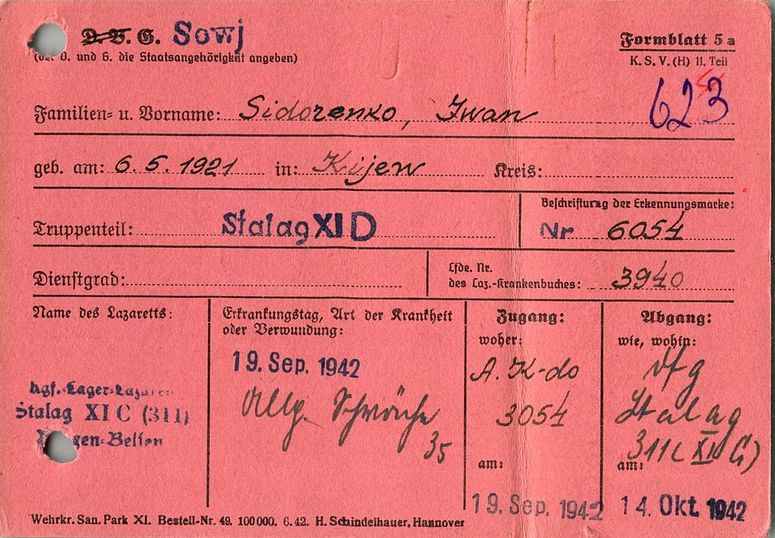 D. B. G. Sowj
(bei O. und G. die Staatsangehörigkeit angeben)
Formblatt 5a
K. S. V. (H) II. Teil
623
Familien- u. Vorname: Sidorenko, Iwan
geb. am: 6.5.1921 in: Kijew Kreis:
Truppenteil: Stalag XI D
Beschriftung der Erkennungsmarke:
Nr 6054
Dienstgrad:
Lfde. Nr.
des Laz.-Krankenbuches: 3940
Name des Lazaretts:
Kgf.-Lager-Lazarett
Stalag XI C (311)
Bergen-Belsen
Erkrankungstag, Art der Krankheit
oder Verwundung:
19. Sep. 1942
Allg. Schwäche
35
Zugang:
woher:
A. K-do
3054
am:
19. Sep. 1942
Abgang:
wie, wohin:
Stalag
311 (XI C)
am:
14. Okt. 1942
Wehrkr. San. Park XI. Bestell-Nr. 49. 100000. 6.42. H. Schindelhauer, Hannover